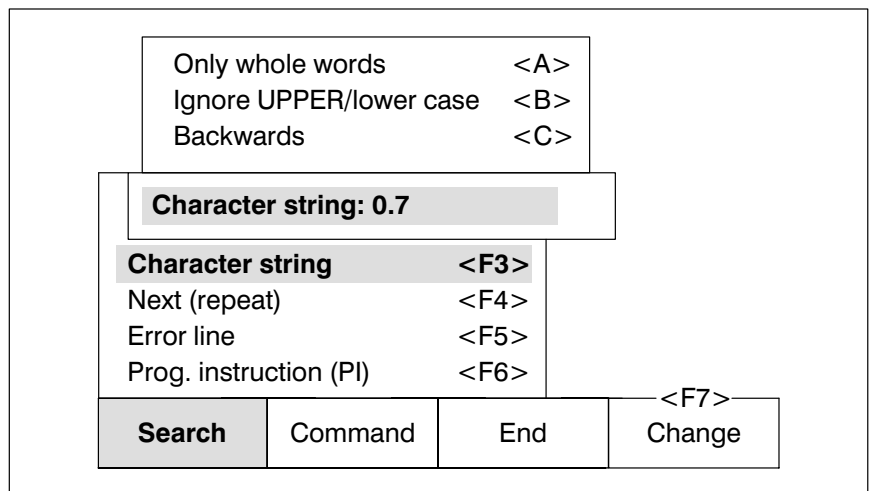 Only whole words <A>
Ignore UPPER/lower case <B>
Backwards <C>
Character string: 0.7
Character string <F3>
Next (repeat) <F4>
Error line <F5>
Prog. instruction (PI) <F6>
<F7>
Search Command End Change